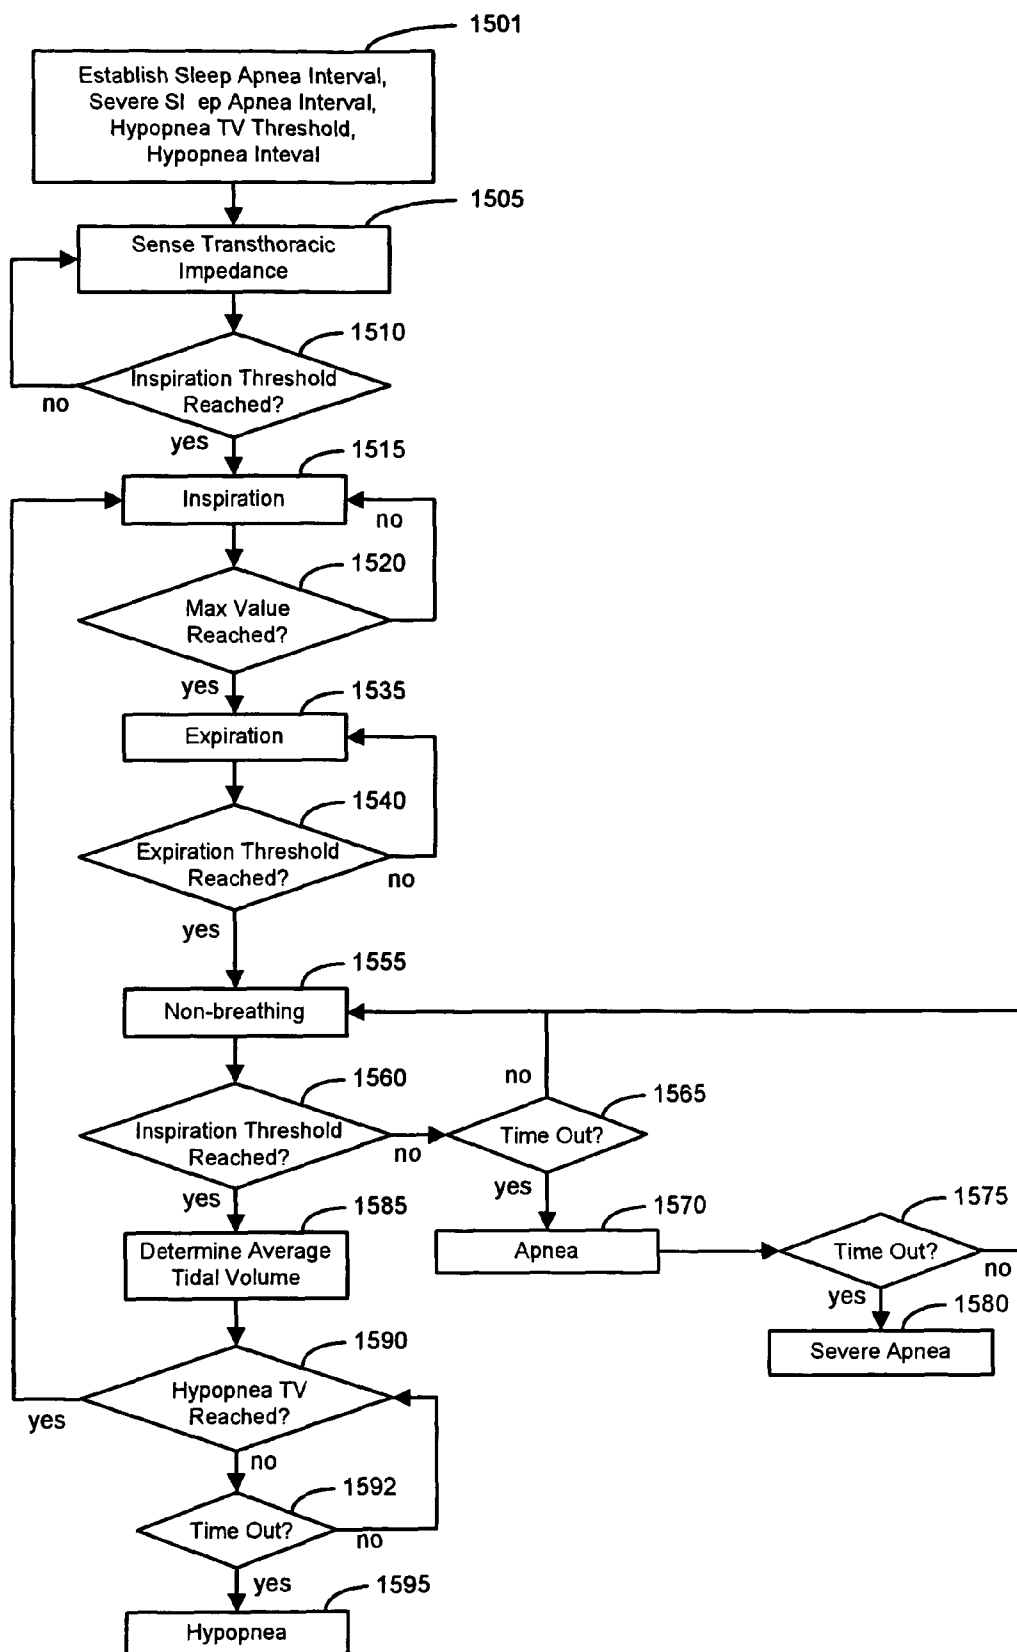 1501
Establish Sleep Apnea Interval,
Severe Sl ep Apnea Interval,
Hypopnea TV Threshold,
Hypopnea Inteval
1505
Sense Transthoracic
Impedance
1510
Inspiration Threshold
Reached?
no
yes
1515
Inspiration
no
1520
Max Value
Reached?
yes
1535
Expiration
1540
Expiration Threshold
Reached?
no
yes
1555
Non-breathing
no
1560
1565
Inspiration Threshold
Reached?
no
Time Out?
yes
yes
1585
1570
1575
Determine Average
Tidal Volume
Apnea
Time Out?
no
yes
1580
Severe Apnea
1590
Hypopnea TV
Reached?
yes
no
1592
Time Out?
no
yes
1595
Hypopnea